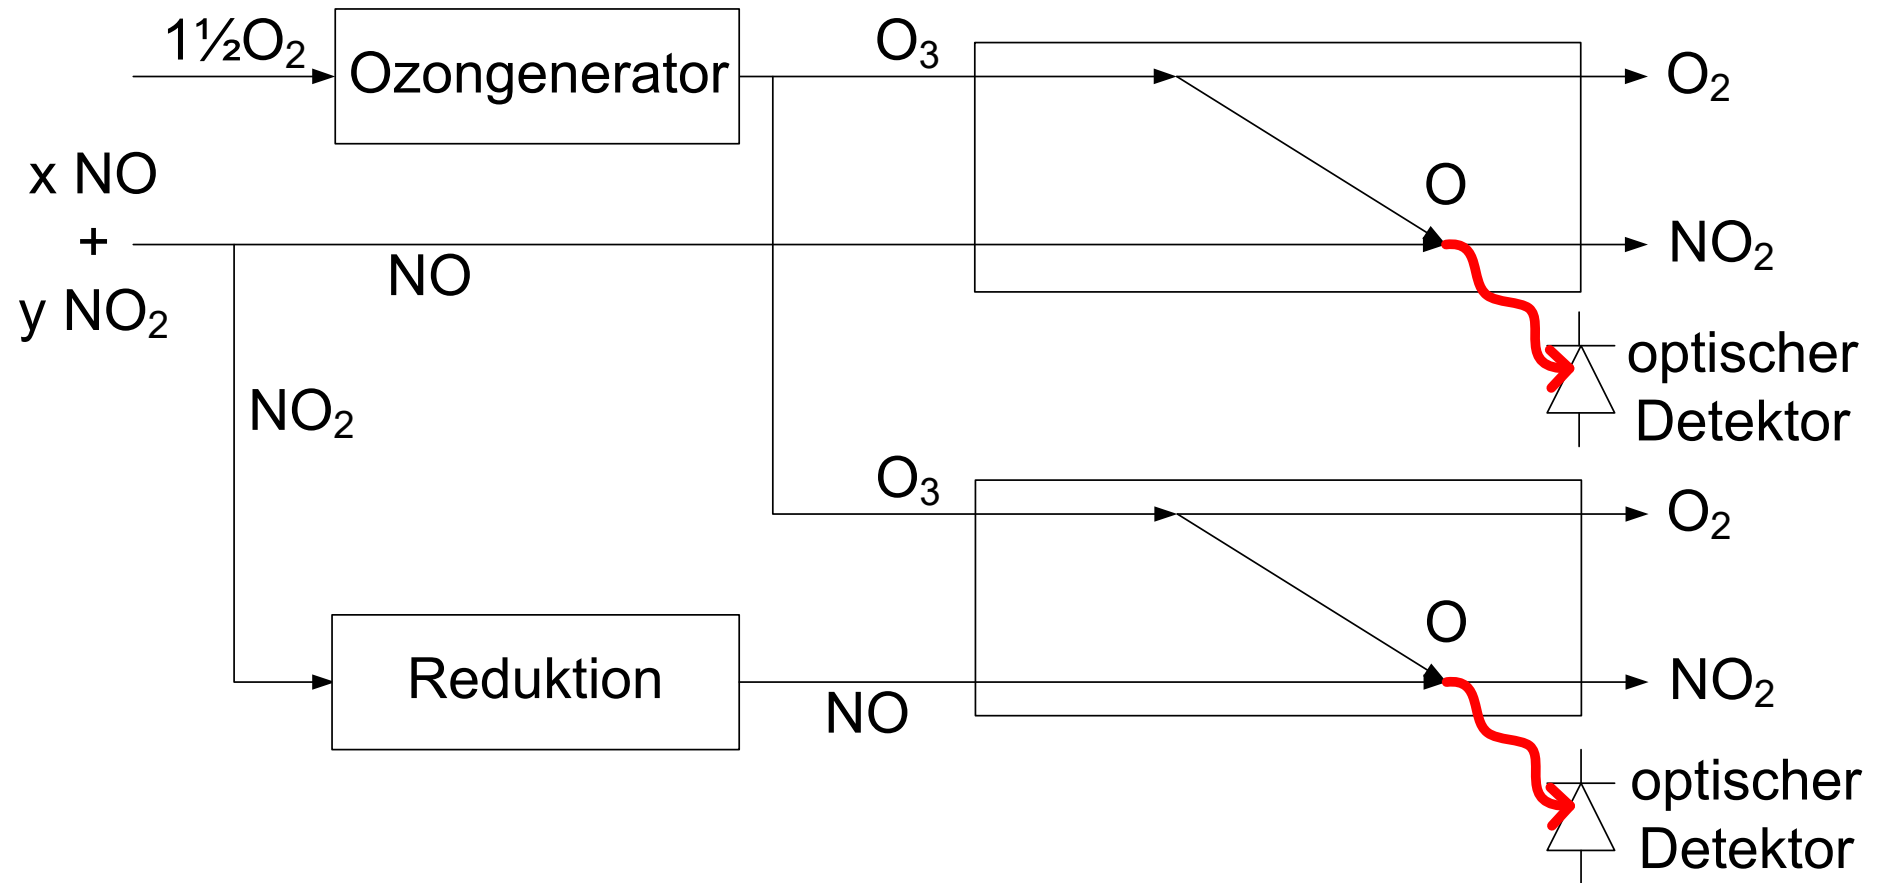 1½O₂
Ozongenerator
O₃
O₂
x NO
+
y NO₂
NO
O
NO₂
optischer
Detektor
NO₂
O₃
O₂
Reduktion
NO
O
NO₂
optischer
Detektor